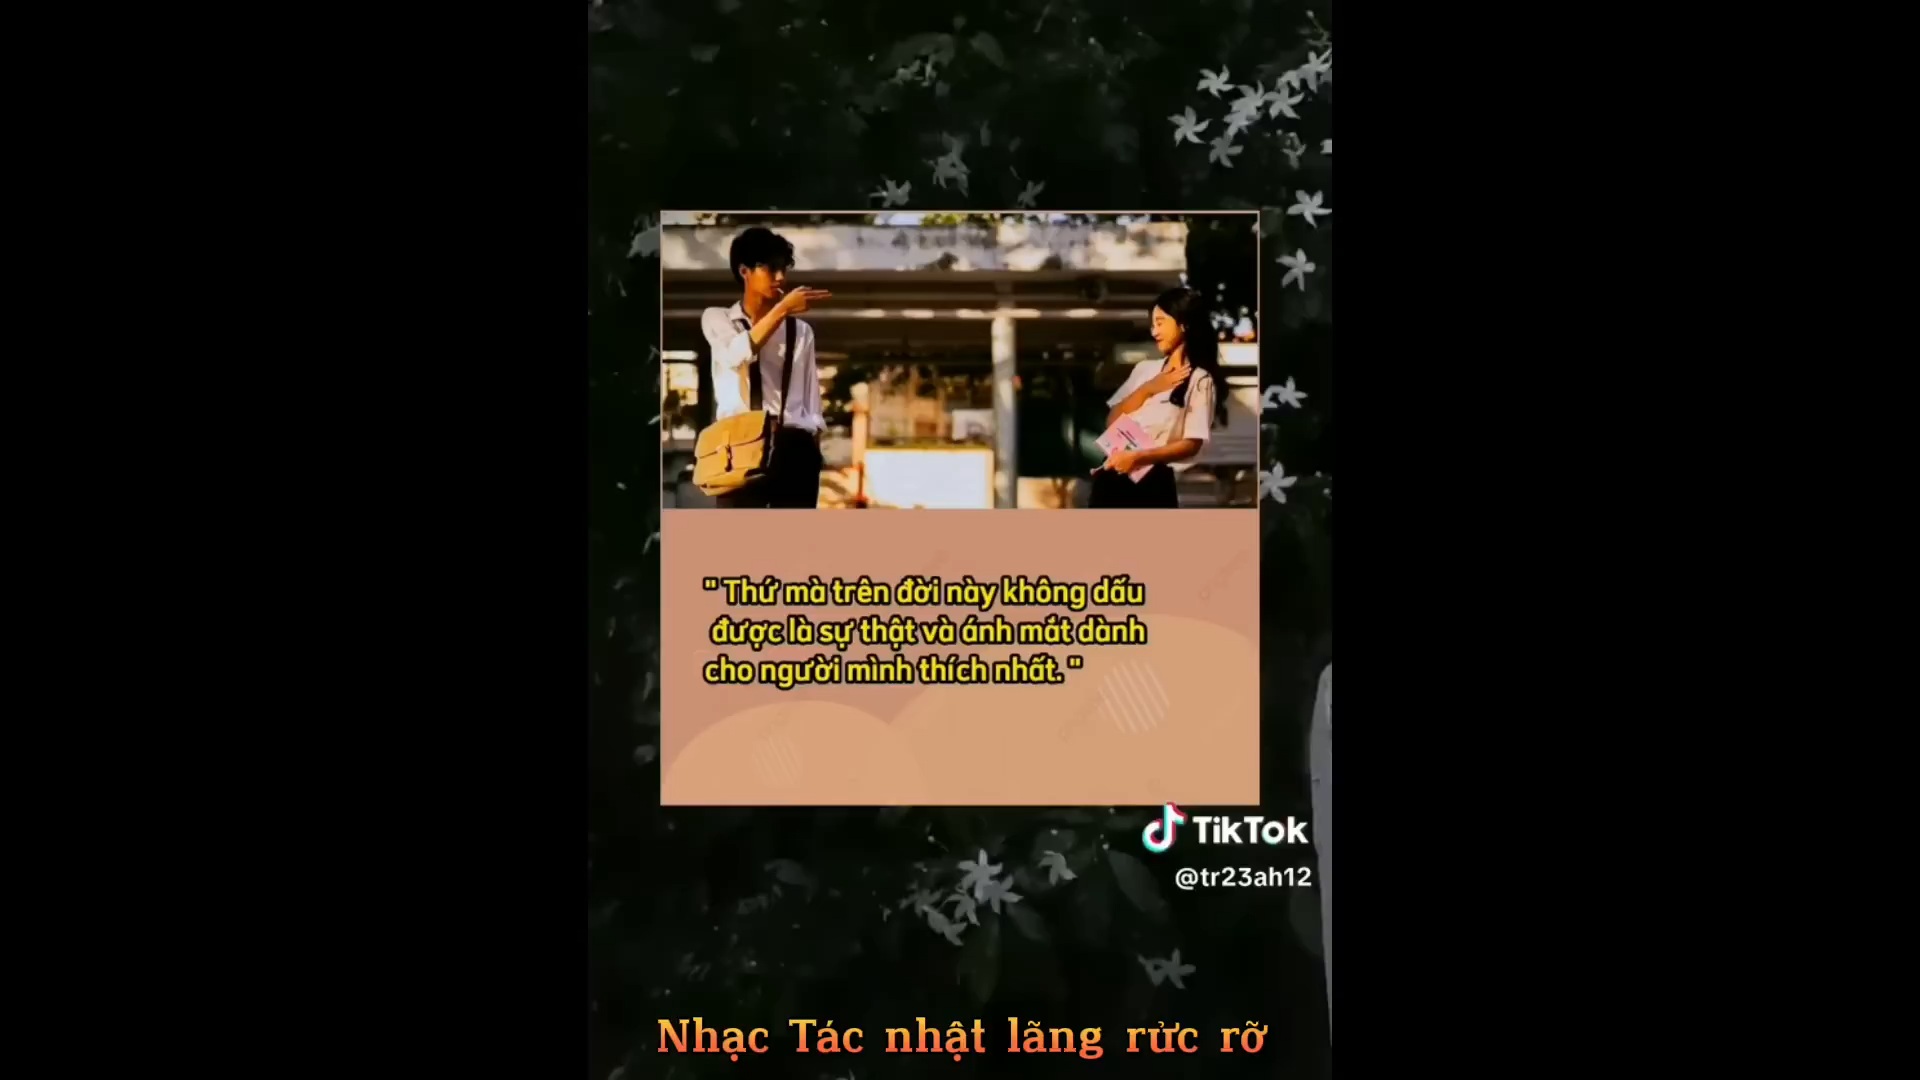 " Thứ mà trên đời này không dấu
được là sự thật và ánh mắt dành
cho người mình thích nhất. "
TikTok
@tr23ah12
Nhạc Tác nhật lãng rửc rỡ